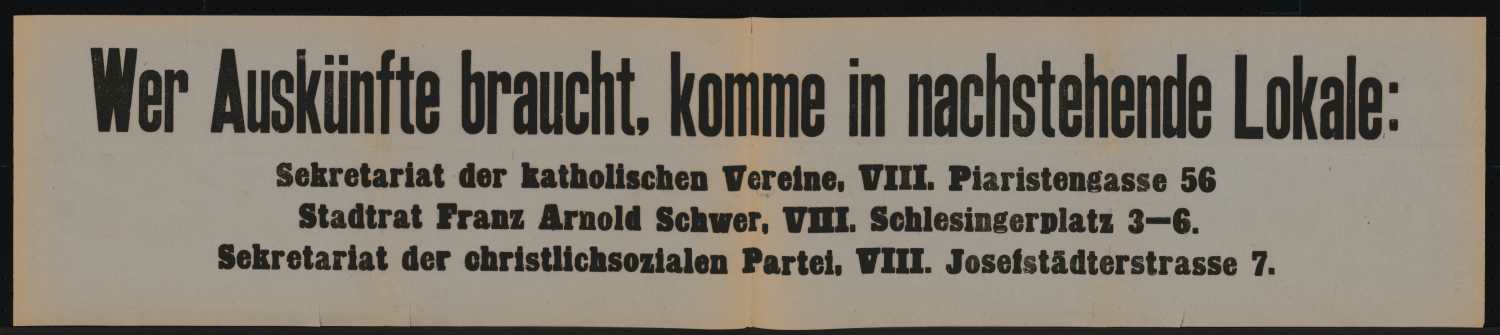 Wer Auskünfte braucht, komme in nachstehende Lokale:
Sekretariat der katholischen Vereine, VIII. Piaristengasse 56
Stadtrat Franz Arnold Schwer, VIII. Schlesingerplatz 3—6.
Sekretariat der christlichsozialen Partei, VIII. Josefstädterstrasse 7.